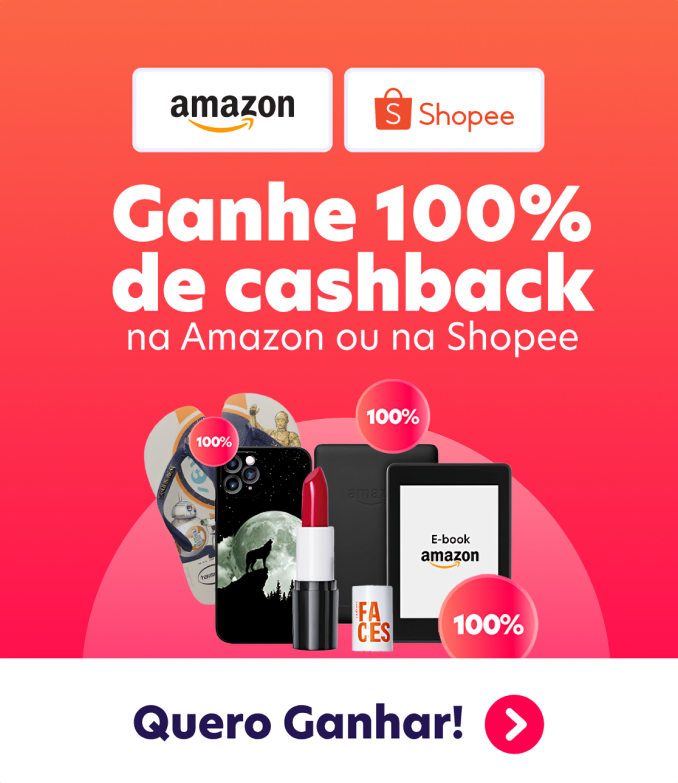 amazon
S Shopee
Ganhe 100%
de cashback
na Amazon ou na Shopee
100%
100%
E-book
amazon
FA
CES
100%
Quero Ganhar!